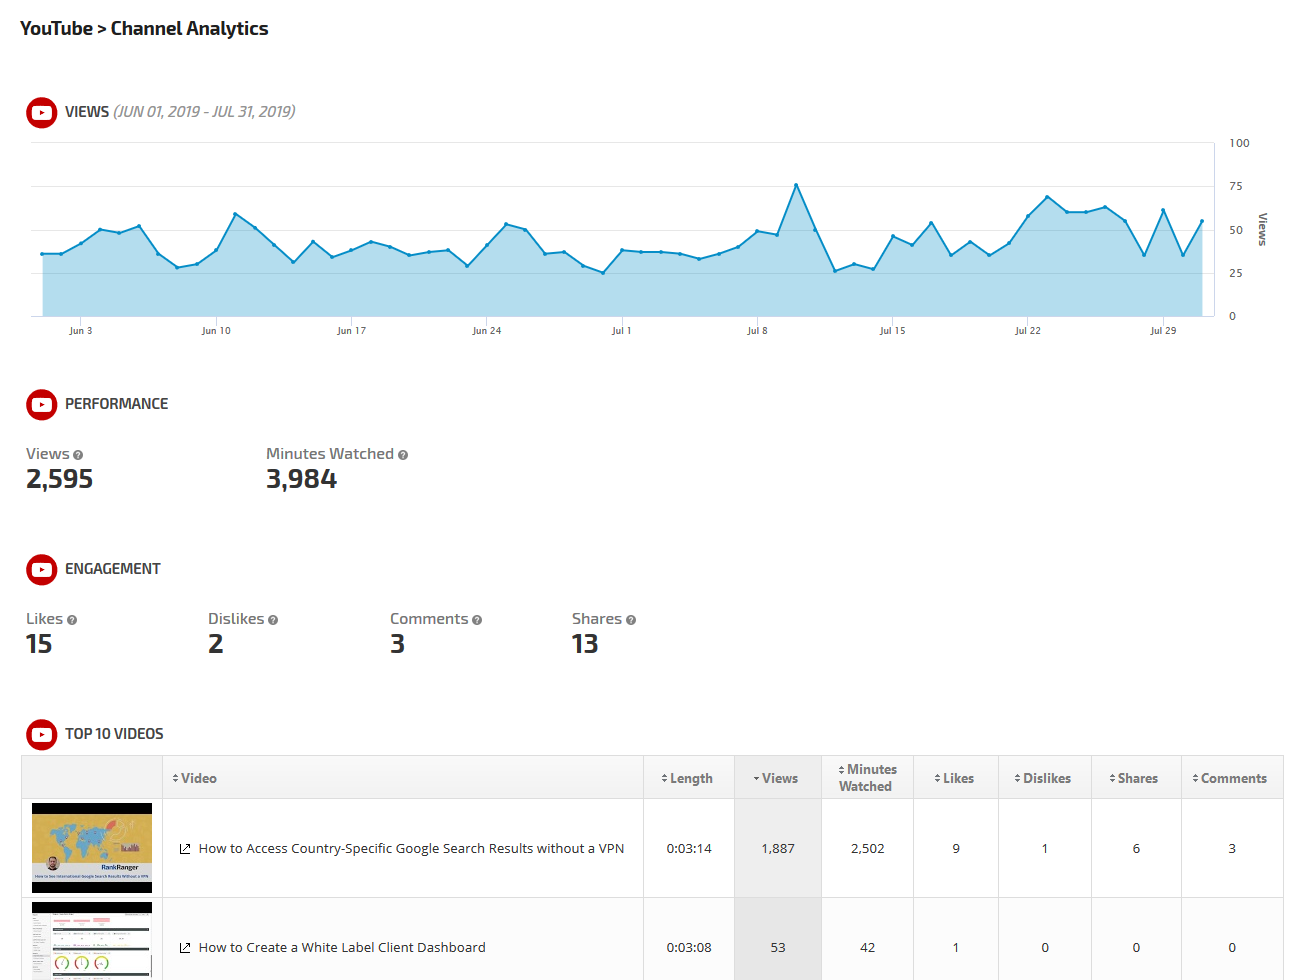 YouTube > Channel Analytics
VIEWS (JUN 01, 2019 - JUL 31, 2019)
100
75
50
25
0
Views
Jun 3 Jun 10 Jun 17 Jun 24 Jul 1 Jul 8 Jul 15 Jul 22 Jul 29
PERFORMANCE
Views ? Minutes Watched ?
2,595 3,984
ENGAGEMENT
Likes ? Dislikes ? Comments ? Shares ?
15 2 3 13
TOP 10 VIDEOS
Video Length Views Minutes Watched Likes Dislikes Shares Comments
RankRanger
How to See International Google Search Results Without a VPN
How to Access Country-Specific Google Search Results without a VPN 0:03:14 1,887 2,502 9 1 6 3
How to Create a White Label Client Dashboard 0:03:08 53 42 1 0 0 0